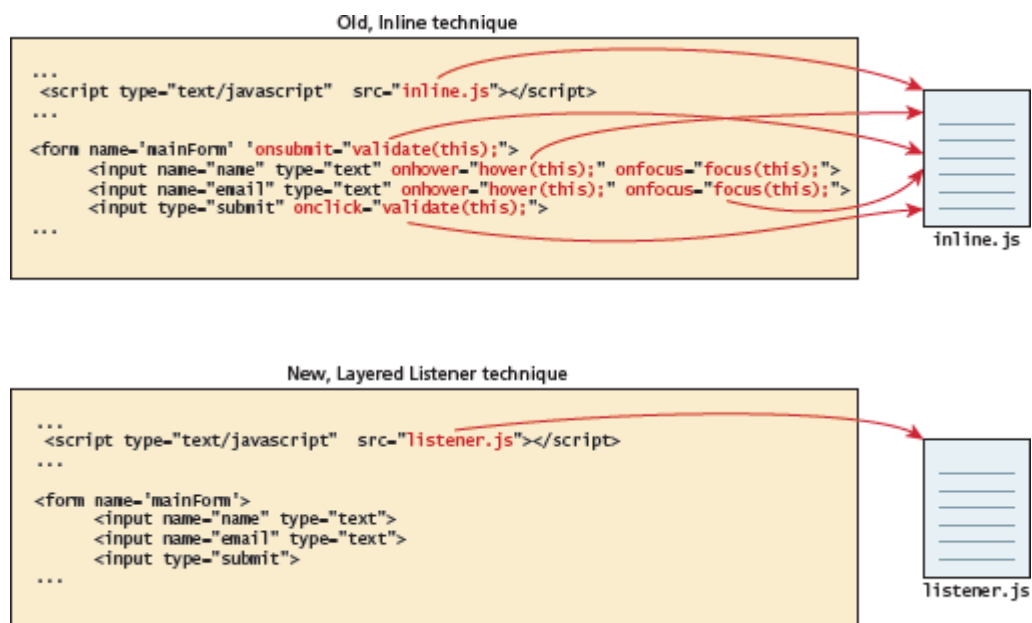 Old, Inline technique
...
<script type="text/javascript"  src="inline.js"></script>
...
<form name='mainForm' 'onsubmit="validate(this);">
<input name="name" type="text" onhover="hover(this);" onfocus="focus(this);">
<input name="email" type="text" onhover="hover(this);" onfocus="focus(this);">
<input type="submit" onclick="validate(this);">
...
inline.js
New, Layered Listener technique
...
<script type="text/javascript"  src="listener.js"></script>
...
<form name='mainForm'>
<input name="name" type="text">
<input name="email" type="text">
<input type="submit">
...
listener.js